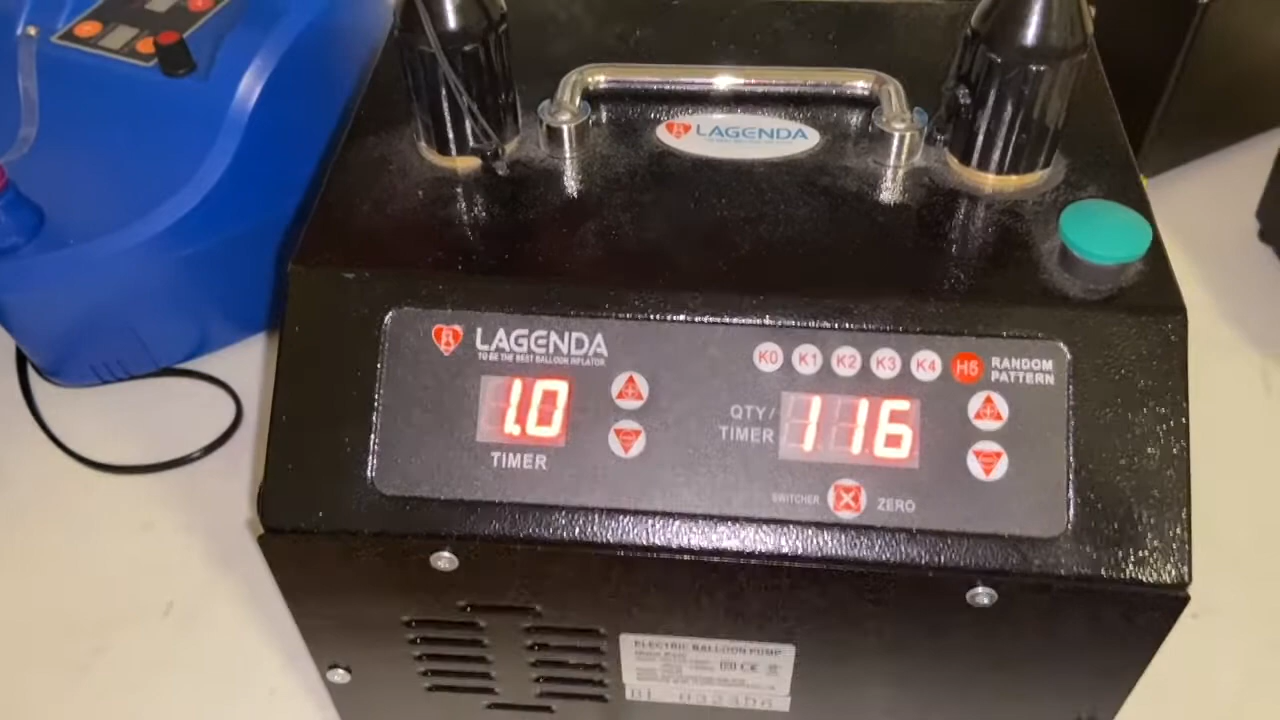 LAGENDA
LAGENDA
TO BE THE BEST BALLOON INFLATOR
K0 K1 K2 K3 K4 H5 RANDOM PATTERN
1.0
TIMER
QTY/
TIMER
116
SWITCHER
ZERO
ELECTRIC BALLOON PUMP